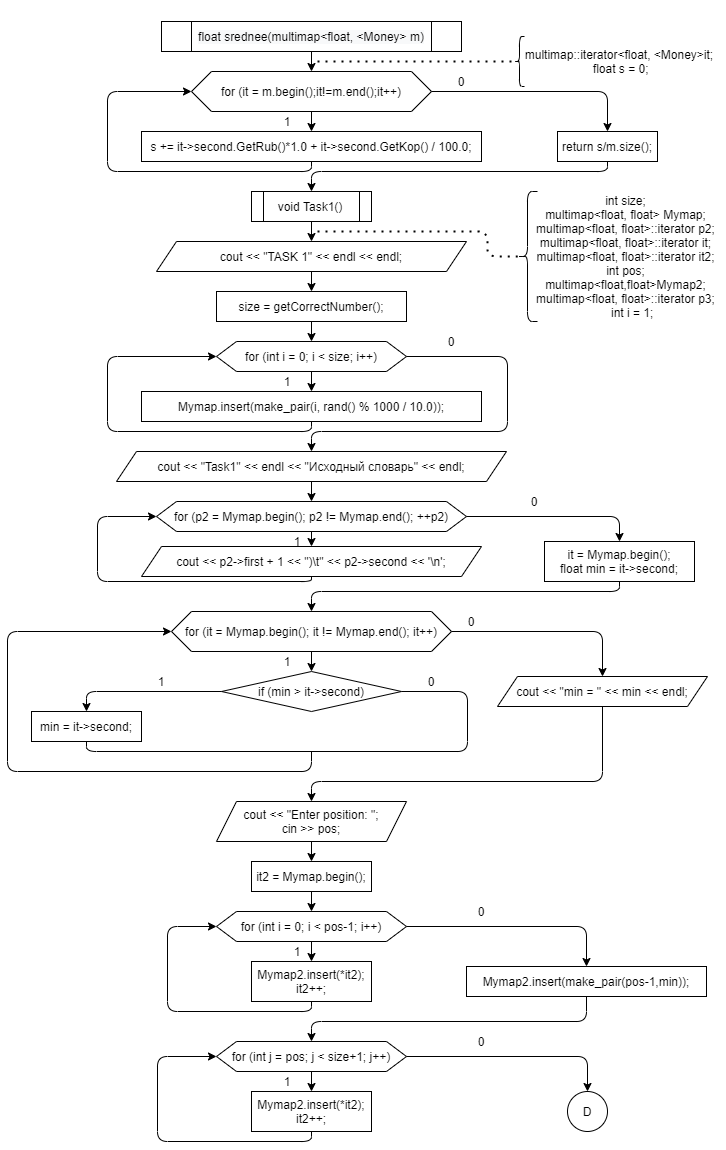 float srednee(multimap<float, <Money> m)
multimap::iterator<float, <Money>it;
float s = 0;
for (it = m.begin();it!=m.end();it++)
0
1
s += it->second.GetRub()*1.0 + it->second.GetKop() / 100.0;
return s/m.size();
void Task1()
int size;
multimap<float, float> Mymap;
multimap<float, float>::iterator p2;
multimap<float, float>::iterator it;
multimap<float, float>::iterator it2;
int pos;
multimap<float,float>Mymap2;
multimap<float, float>::iterator p3;
int i = 1;
cout << "TASK 1" << endl << endl;
size = getCorrectNumber();
for (int i = 0; i < size; i++)
0
1
Mymap.insert(make_pair(i, rand() % 1000 / 10.0));
cout << "Task1" << endl << "Исходный словарь" << endl;
for (p2 = Mymap.begin(); p2 != Mymap.end(); ++p2)
0
1
cout << p2->first + 1 << ")\t" << p2->second << '\n';
it = Mymap.begin();
float min = it->second;
for (it = Mymap.begin(); it != Mymap.end(); it++)
0
1
if (min > it->second)
1
0
min = it->second;
cout << "min = " << min << endl;
cout << "Enter position: ";
cin >> pos;
it2 = Mymap.begin();
for (int i = 0; i < pos-1; i++)
0
1
Mymap2.insert(*it2);
it2++;
Mymap2.insert(make_pair(pos-1,min));
for (int j = pos; j < size+1; j++)
0
1
Mymap2.insert(*it2);
it2++;
D